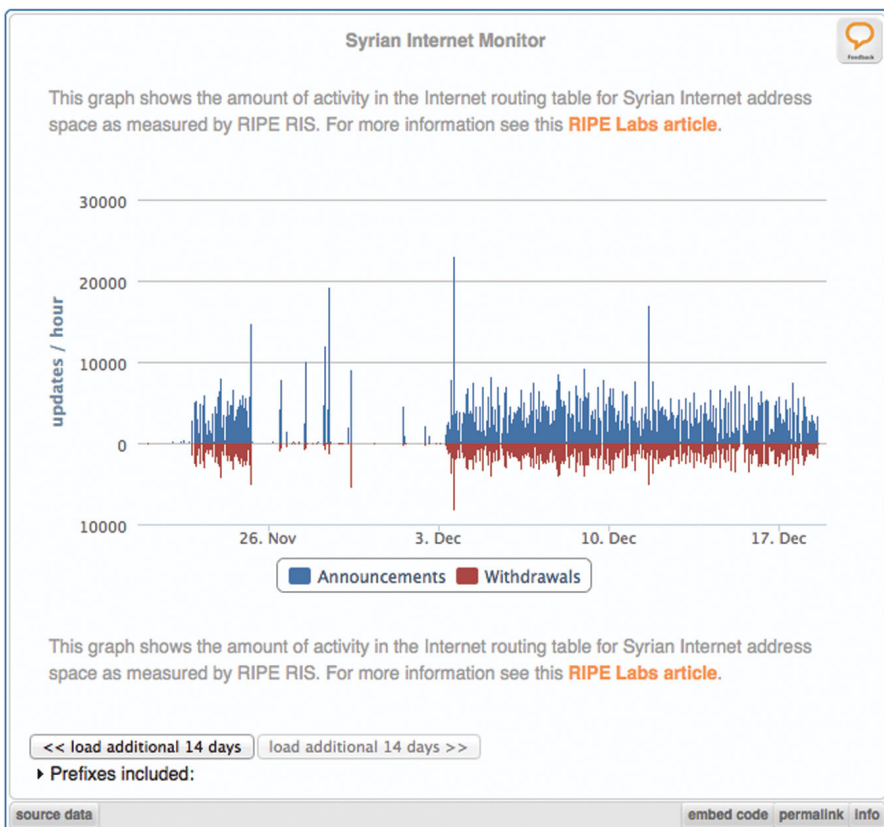 Syrian Internet Monitor
Feedback
This graph shows the amount of activity in the Internet routing table for Syrian Internet address
space as measured by RIPE RIS. For more information see this RIPE Labs article.
30000
20000
10000
0
10000
updates / hour
26. Nov
3. Dec
10. Dec
17. Dec
Announcements
Withdrawals
This graph shows the amount of activity in the Internet routing table for Syrian Internet address
space as measured by RIPE RIS. For more information see this RIPE Labs article.
<< load additional 14 days
load additional 14 days >>
Prefixes included:
source data
embed code
permalink
info